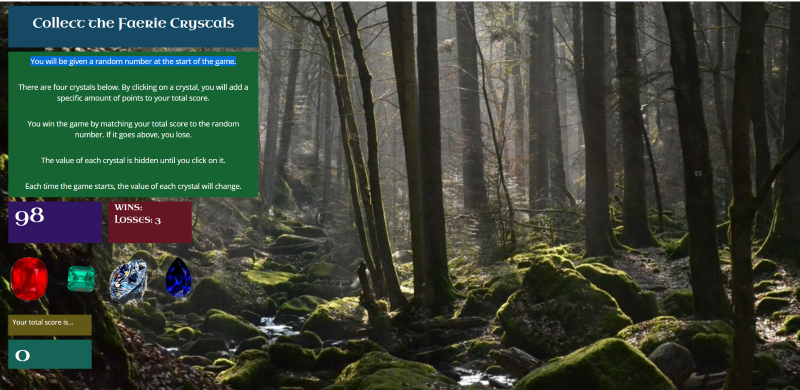 Collect the Faerie Crystals
You will be given a random number at the start of the game.
There are four crystals below. By clicking on a crystal, you will add a
specific amount of points to your total score.
You win the game by matching your total score to the random
number. If it goes above, you lose.
The value of each crystal is hidden until you click on it.
Each time the game starts, the value of each crystal will change.
98
Wins:
Losses: 3
Your total score is...
0